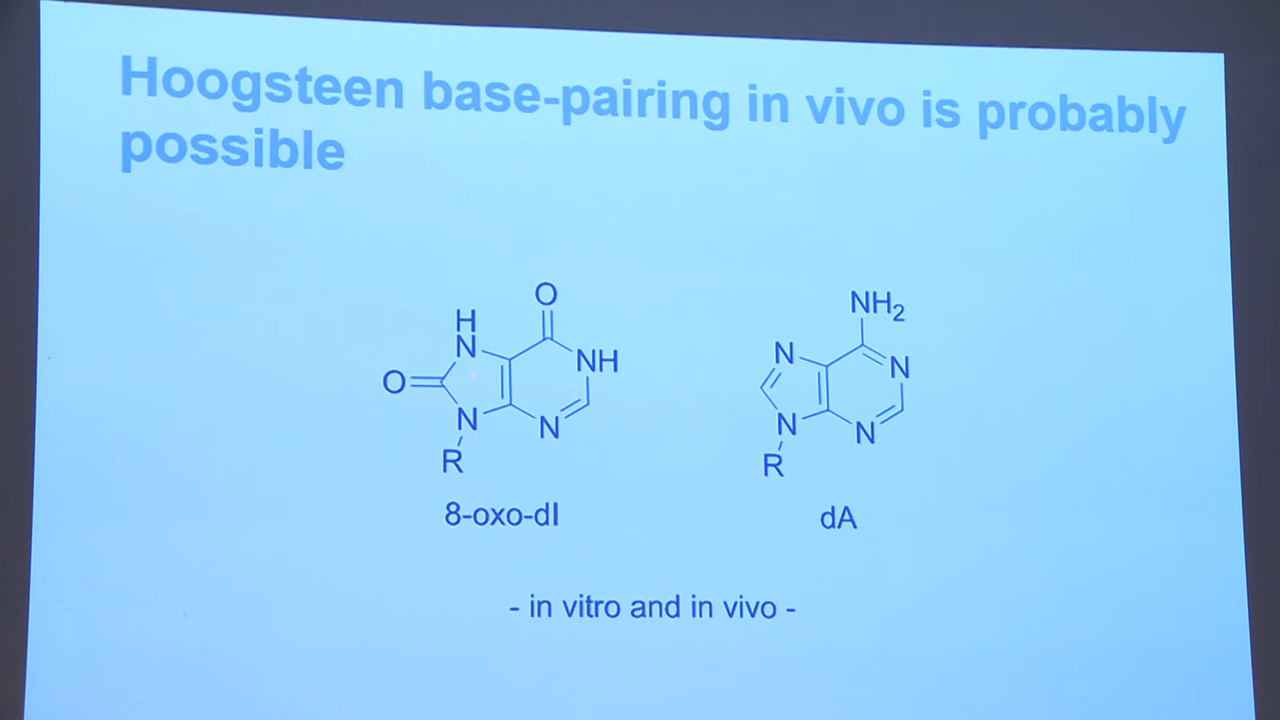 Hoogsteen base-pairing in vivo is probably
possible
O
H
N
NH
O
N
N
R
8-oxo-dI
NH2
N
N
N
N
R
dA
- in vitro and in vivo -